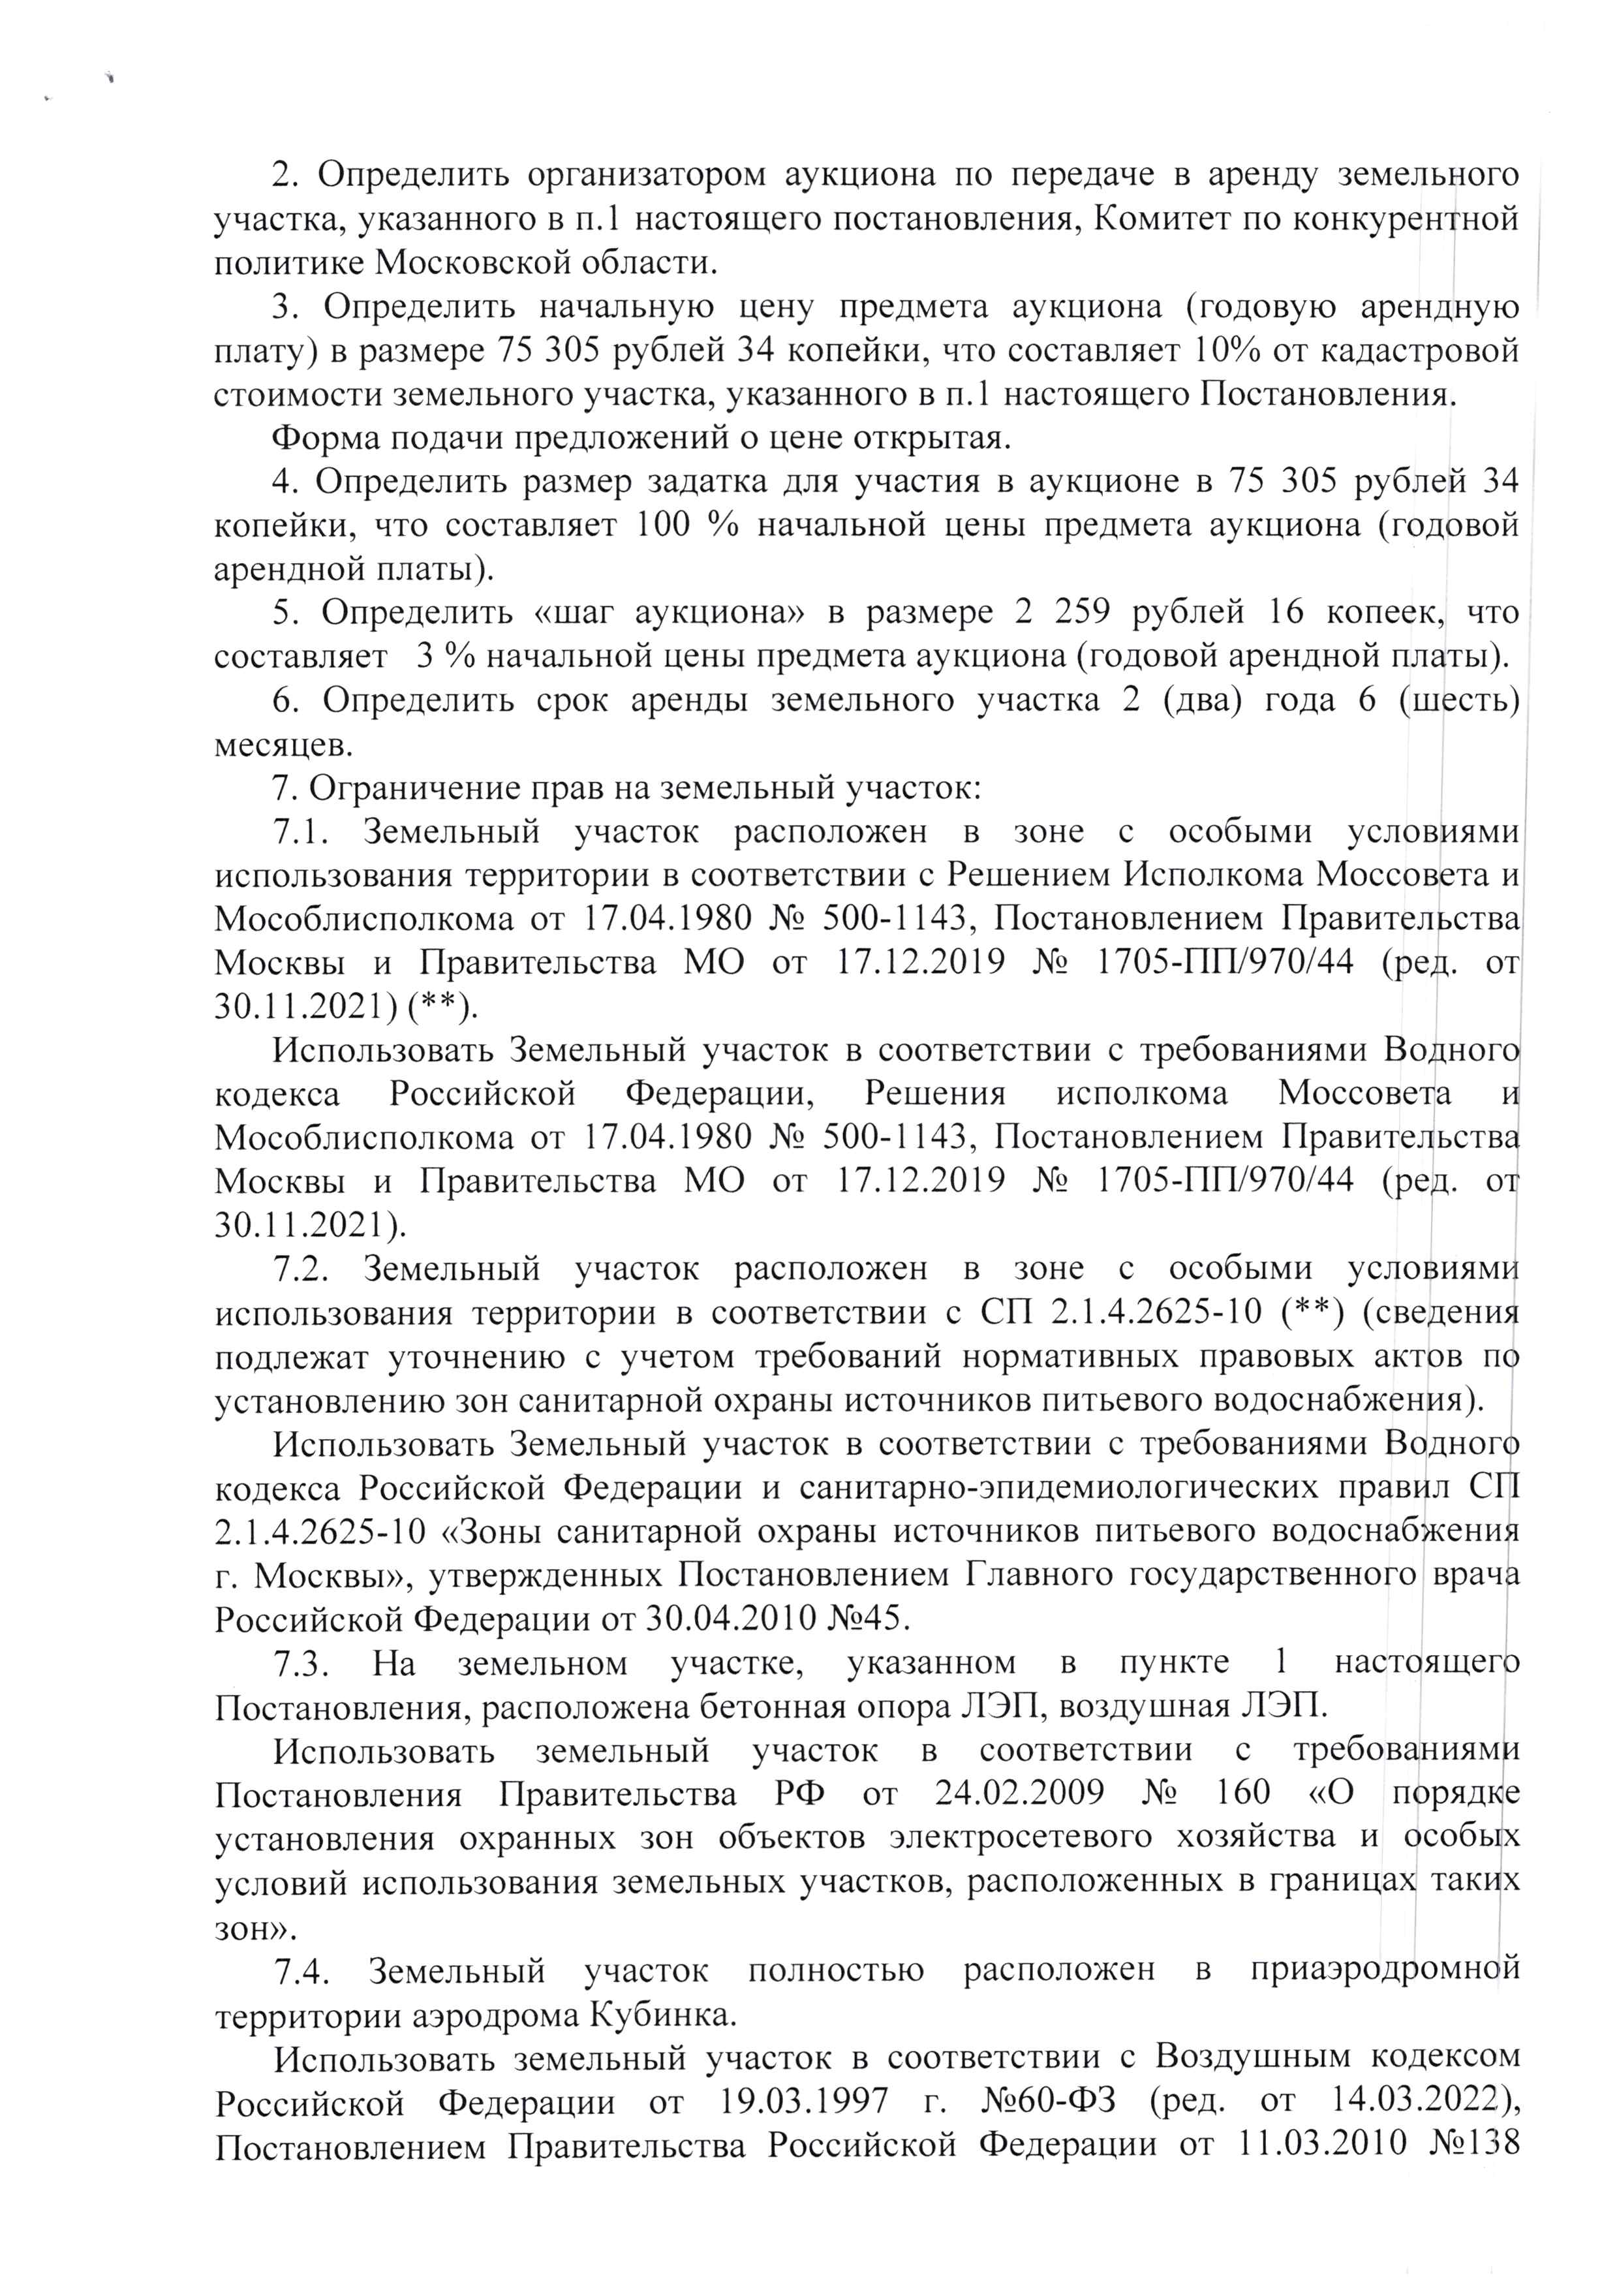 2. Определить организатором аукциона по передаче в аренду земельного
участка, указанного в п.1 настоящего постановления, Комитет по конкурентной
политике Московской области.
3. Определить начальную цену предмета аукциона (годовую арендную
плату) в размере 75 305 рублей 34 копейки, что составляет 10% от кадастровой
стоимости земельного участка, указанного в п.1 настоящего Постановления.
Форма подачи предложений о цене открытая.
4. Определить размер задатка для участия в аукционе в 75 305 рублей 34
копейки, что составляет 100 % начальной цены предмета аукциона (годовой
арендной платы).
5. Определить «шаг аукциона» в размере 2 259 рублей 16 копеек, что
составляет 3 % начальной цены предмета аукциона (годовой арендной платы).
6. Определить срок аренды земельного участка 2 (два) года 6 (шесть)
месяцев.
7. Ограничение прав на земельный участок:
7.1. Земельный участок расположен в зоне с особыми условиями
использования территории в соответствии с Решением Исполкома Моссовета и
Мособлисполкома от 17.04.1980 № 500-1143, Постановлением Правительства
Москвы и Правительства МО от 17.12.2019 № 1705-ПП/970/44 (ред. от
30.11.2021) (**).
Использовать Земельный участок в соответствии с требованиями Водного
кодекса Российской Федерации, Решения исполкома Моссовета и
Мособлисполкома от 17.04.1980 № 500-1143, Постановлением Правительства
Москвы и Правительства МО от 17.12.2019 № 1705-ПП/970/44 (ред. от
30.11.2021).
7.2. Земельный участок расположен в зоне с особыми условиями
использования территории в соответствии с СП 2.1.4.2625-10 (**) (сведения
подлежат уточнению с учетом требований нормативных правовых актов по
установлению зон санитарной охраны источников питьевого водоснабжения).
Использовать Земельный участок в соответствии с требованиями Водного
кодекса Российской Федерации и санитарно-эпидемиологических правил СП
2.1.4.2625-10 «Зоны санитарной охраны источников питьевого водоснабжения
г. Москвы», утвержденных Постановлением Главного государственного врача
Российской Федерации от 30.04.2010 №45.
7.3. На земельном участке, указанном в пункте 1 настоящего
Постановления, расположена бетонная опора ЛЭП, воздушная ЛЭП.
Использовать земельный участок в соответствии с требованиями
Постановления Правительства РФ от 24.02.2009 № 160 «О порядке
установления охранных зон объектов электросетевого хозяйства и особых
условий использования земельных участков, расположенных в границах таких
зон».
7.4. Земельный участок полностью расположен в приаэродромной
территории аэродрома Кубинка.
Использовать земельный участок в соответствии с Воздушным кодексом
Российской Федерации от 19.03.1997 г. №60-ФЗ (ред. от 14.03.2022),
Постановлением Правительства Российской Федерации от 11.03.2010 №138